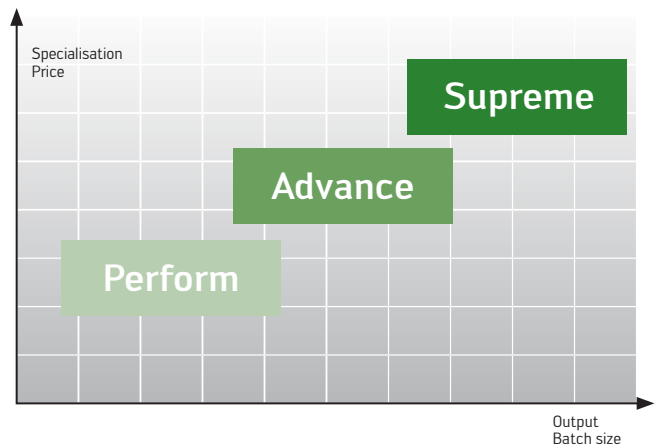 Specialisation
Price
Supreme
Advance
Perform
Output
Batch size